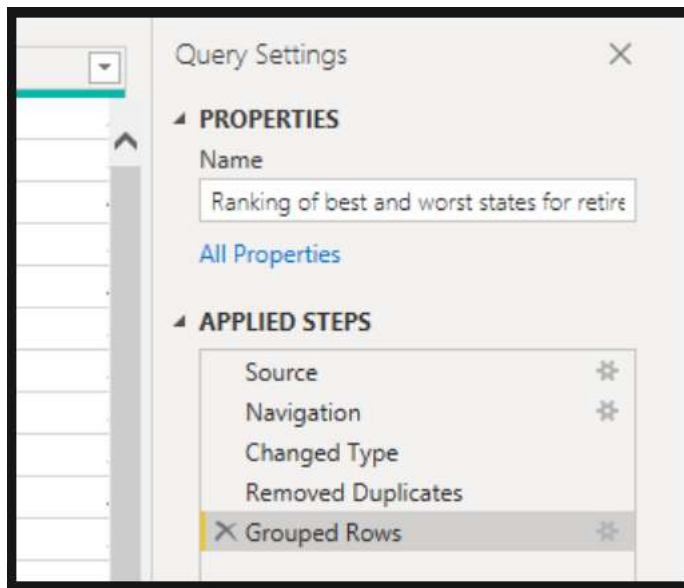 Query Settings
PROPERTIES
Name
Ranking of best and worst states for retire
All Properties
APPLIED STEPS
Source
Navigation
Changed Type
Removed Duplicates
Grouped Rows